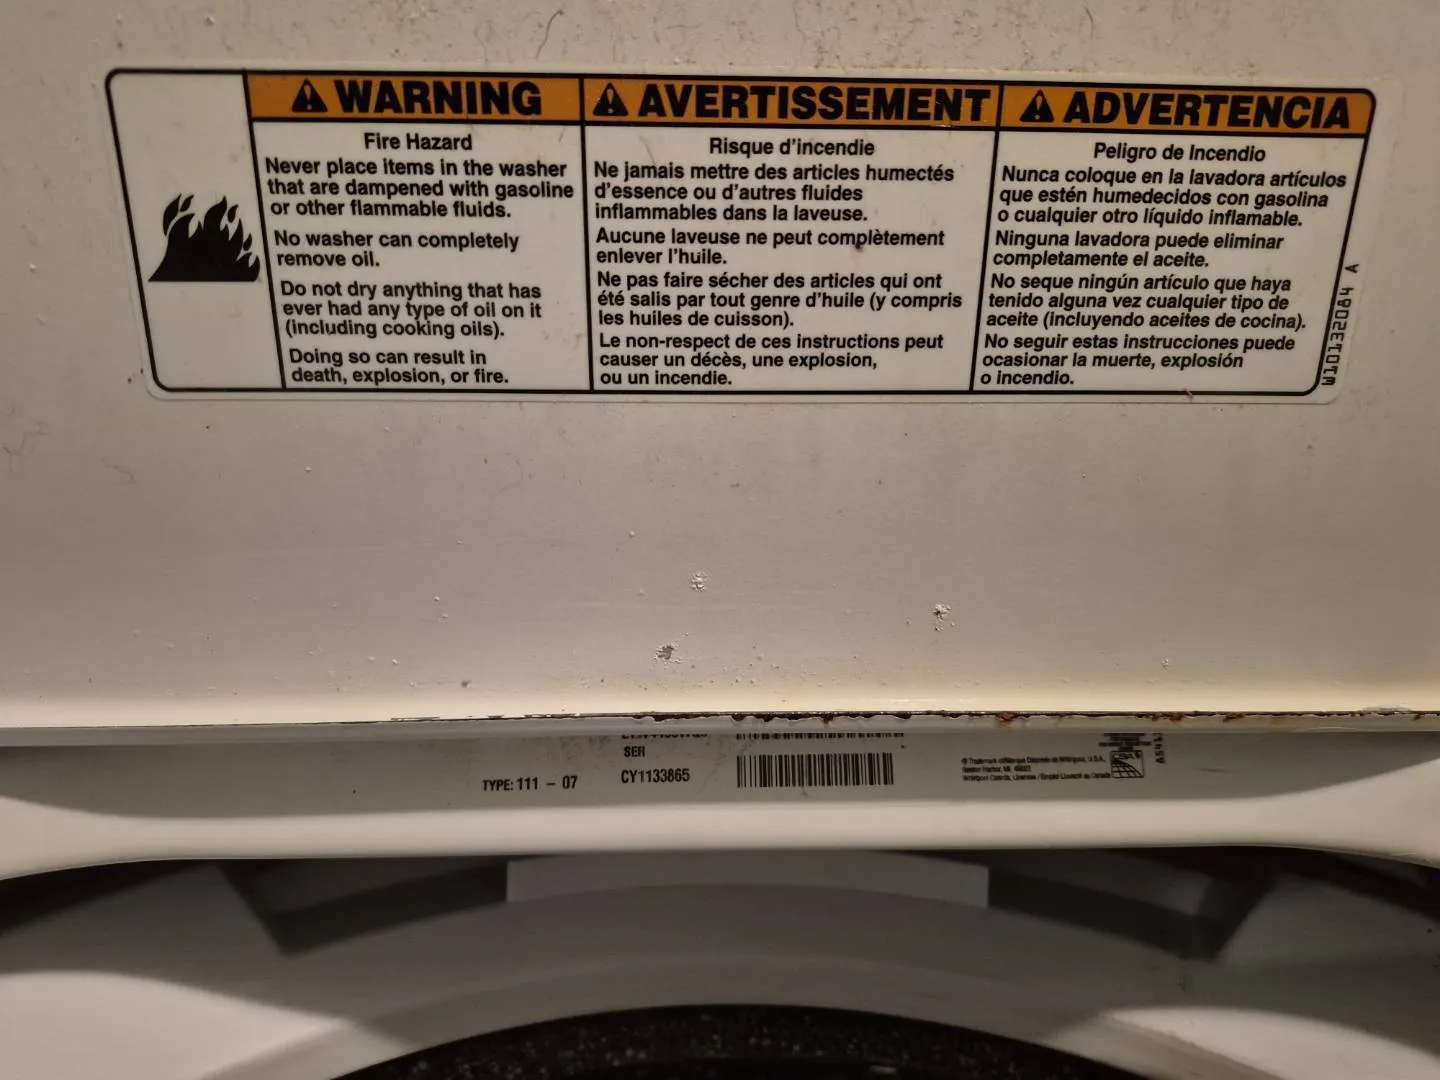 WARNING
Fire Hazard
Never place items in the washer
that are dampened with gasoline
or other flammable fluids.
No washer can completely
remove oil.
Do not dry anything that has
ever had any type of oil on it
(including cooking oils).
Doing so can result in
death, explosion, or fire.
AVERTISSEMENT
Risque d'incendie
Ne jamais mettre des articles humectés
d'essence ou d'autres fluides
inflammables dans la laveuse.
Aucune laveuse ne peut complètement
enlever l'huile.
Ne pas faire sécher des articles qui ont
été salis par tout genre d'huile (y compris
les huiles de cuisson).
Le non-respect de ces instructions peut
causer un décès, une explosion,
ou un incendie.
ADVERTENCIA
Peligro de Incendio
Nunca coloque en la lavadora artículos
que estén humedecidos con gasolina
o cualquier otro líquido inflamable.
Ninguna lavadora puede eliminar
completamente el aceite.
No seque ningún artículo que haya
tenido alguna vez cualquier tipo de
aceite (incluyendo aceites de cocina).
No seguir estas instrucciones puede
ocasionar la muerte, explosión
o incendio.
W10132084 A
SER
TYPE: 111 - 07
CY1133865
Benton Harbor, MI. 49022